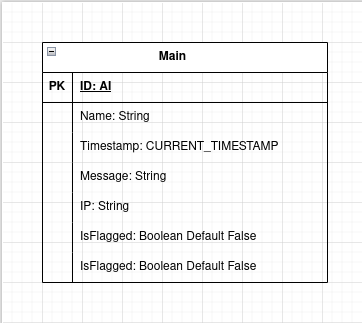 Main
PK ID: AI
Name: String
Timestamp: CURRENT_TIMESTAMP
Message: String
IP: String
IsFlagged: Boolean Default False
IsFlagged: Boolean Default False